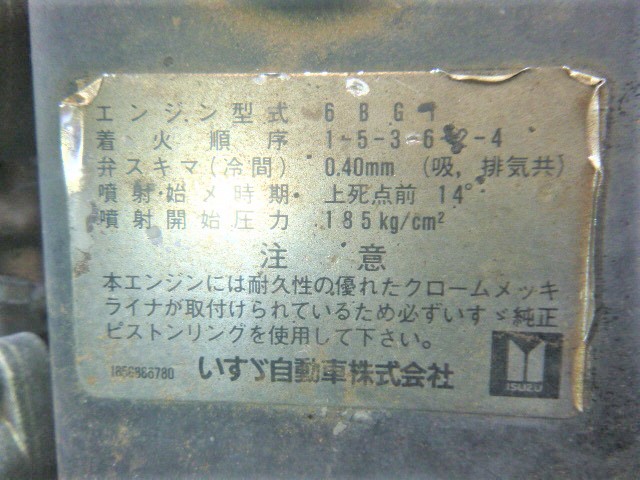 エンジン型式 6BG1
着火順序 1-5-3-6-2-4
弁スキマ(冷間) 0.40mm (吸,排気共)
噴射始メ時期 上死点前 14°
噴射開始圧力 185kg/cm²
注意
本エンジンには耐久性の優れたクロームメッキ
ライナが取付けられているため必ずいすゞ純正
ピストンリングを使用して下さい。
いすゞ自動車株式会社
ISUZU